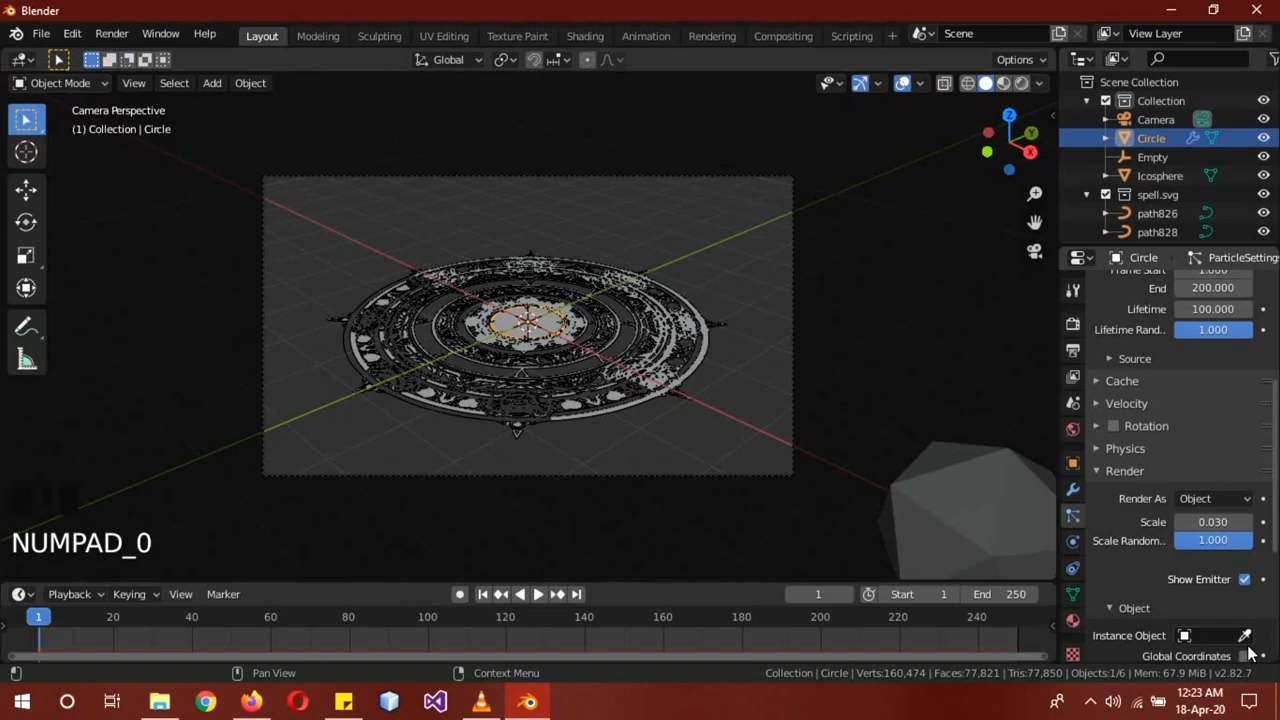 Blender
File Edit Render Window Help Layout Modeling Sculpting UV Editing Texture Paint Shading Animation Rendering Compositing Scripting + Scene View Layer
Global Options
Object Mode View Select Add Object
Camera Perspective
(1) Collection | Circle
Z
Y
X
NUMPAD_0
Scene Collection
Collection
Camera
Circle
Empty
Icosphere
spell.svg
path826
path828
Circle ParticleSettings
Frame Start 1.000
End 200.000
Lifetime 100.000
Lifetime Rand.. 1.000
Source
Cache
Velocity
Rotation
Physics
Render
Render As Object
Scale 0.030
Scale Random.. 1.000
Show Emitter
Object
Instance Object
Global Coordinates
Playback Keying View Marker 1 Start 1 End 250
1 20 40 60 80 100 120 140 160 180 200 220 240
Pan View Context Menu Collection | Circle | Verts:160,474 | Faces:77,821 | Tris:77,850 | Objects:1/6 | Mem: 67.9 MiB | v2.82.7
12:23 AM
18-Apr-20